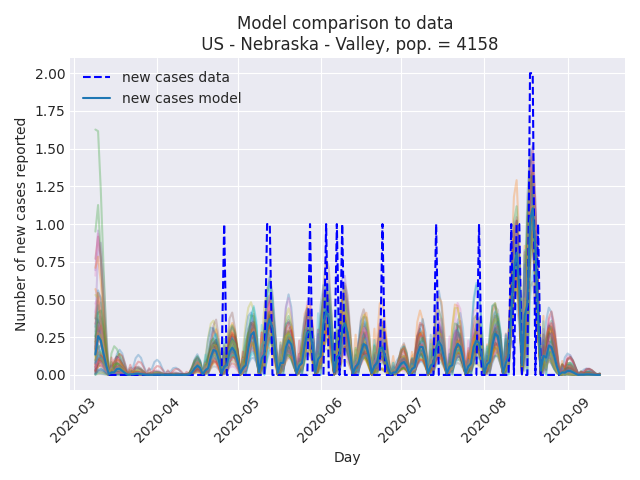 Model comparison to data
US - Nebraska - Valley, pop. = 4158
new cases data
new cases model
Number of new cases reported
2.00
1.75
1.50
1.25
1.00
0.75
0.50
0.25
0.00
2020-03
2020-04
2020-05
2020-06
2020-07
2020-08
2020-09
Day